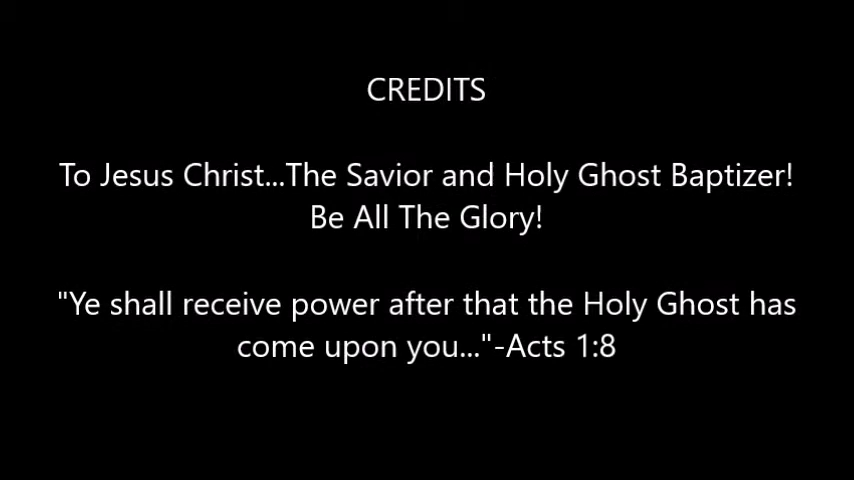 CREDITS
To Jesus Christ...The Savior and Holy Ghost Baptizer!
Be All The Glory!
"Ye shall receive power after that the Holy Ghost has
come upon you..."-Acts 1:8